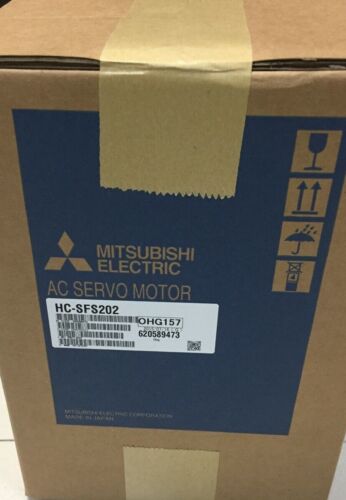 MITSUBISHI
ELECTRIC
AC SERVO MOTOR
HC-SFS202
OHG157
620589473
MITSUBISHI ELECTRIC CORPORATION
MADE IN JAPAN